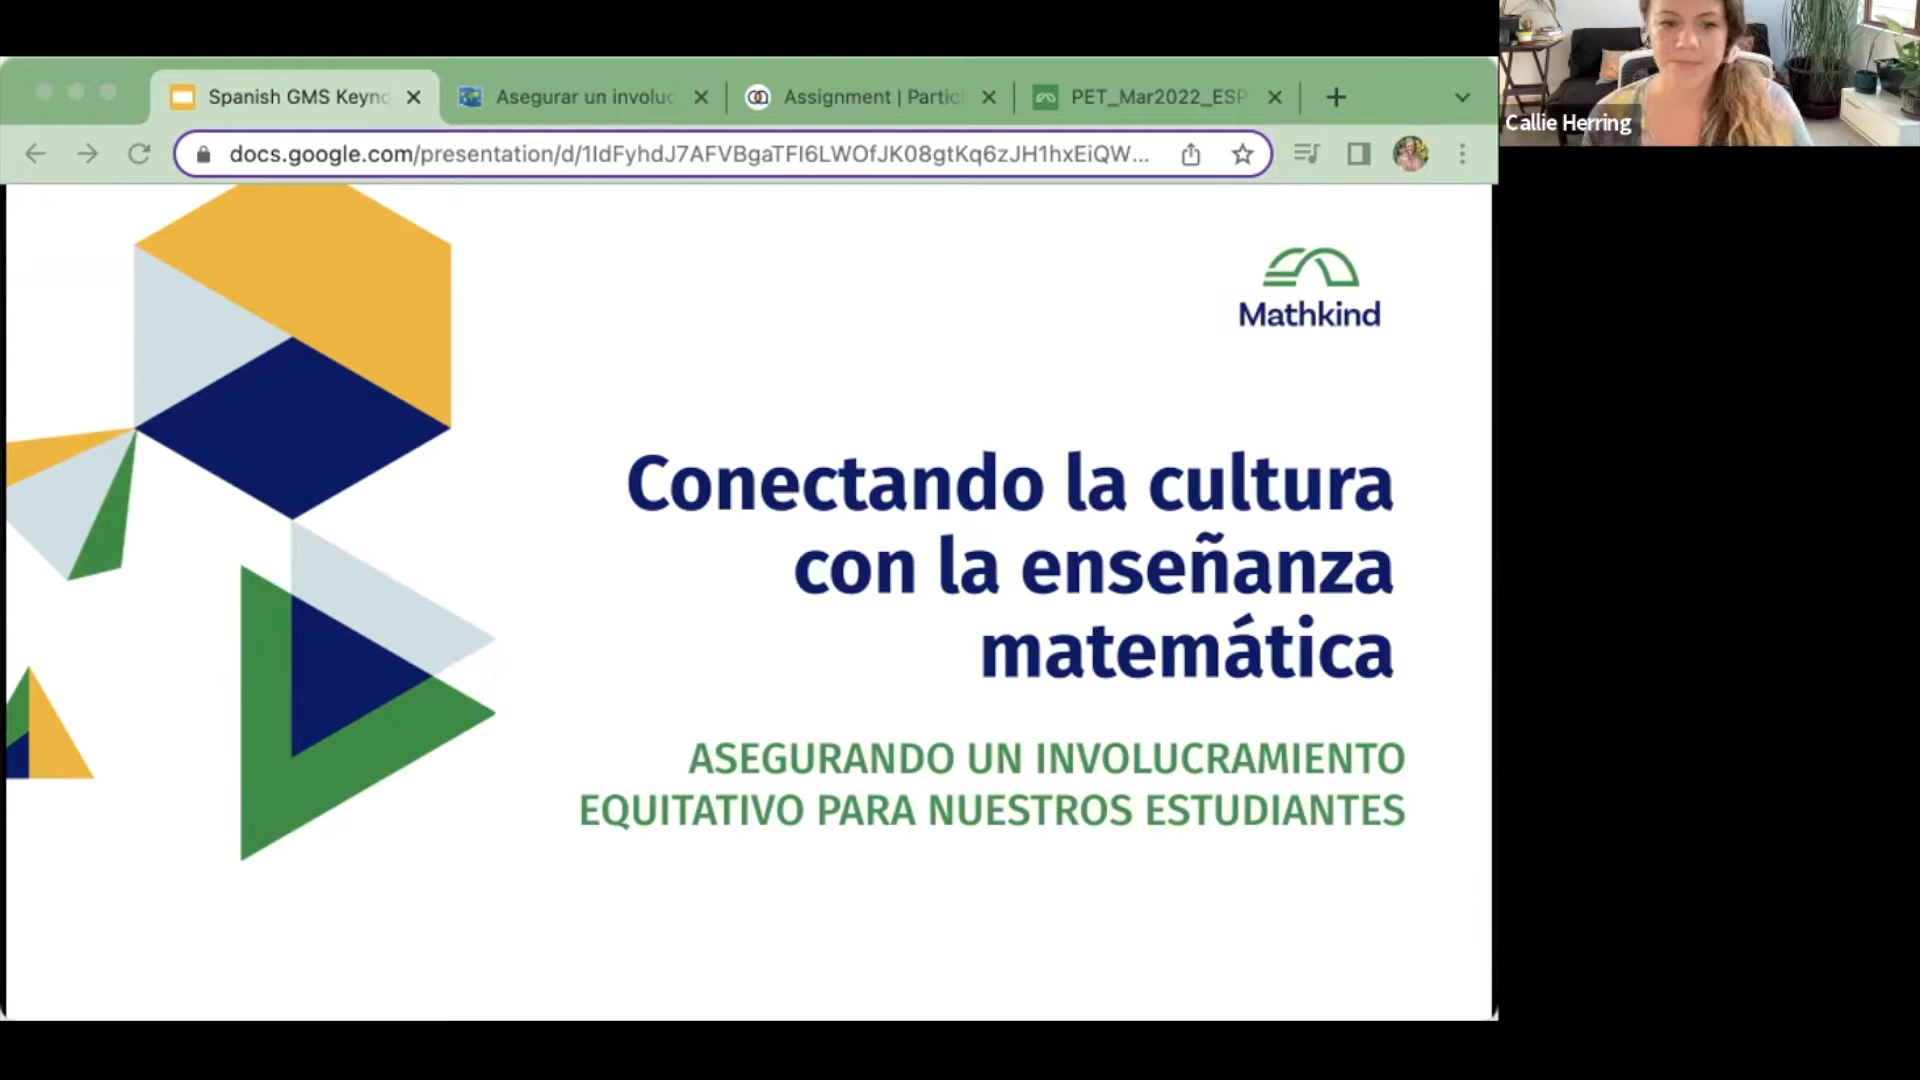 Spanish GMS Keyno
Asegurar un involuc
Assignment | Partic
PET_Mar2022_ESP
docs.google.com/presentation/d/1IdFyhdJ7AFVBgaTFI6LWOfJK08gtKq6zJH1hxEiQW...
Callie Herring
Mathkind
Conectando la cultura
con la enseñanza
matemática
ASEGURANDO UN INVOLUCRAMIENTO
EQUITATIVO PARA NUESTROS ESTUDIANTES